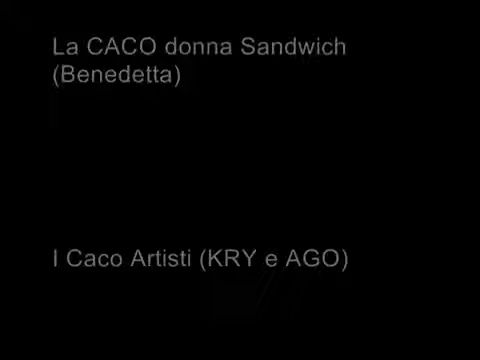 La CACO donna Sandwich
(Benedetta)
I Caco Artisti (KRY e AGO)